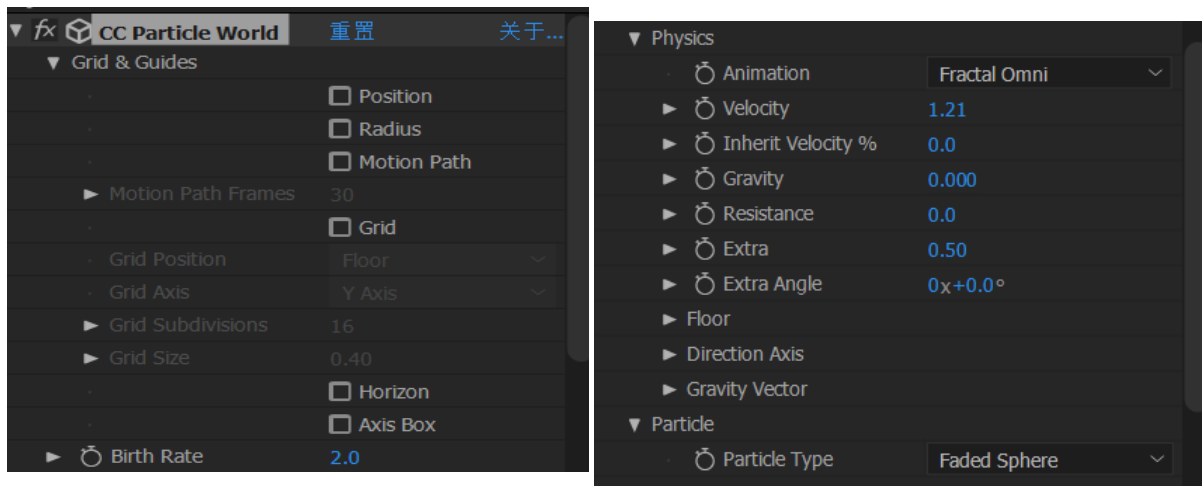 fx CC Particle World 重置 关于...
Grid & Guides
Position
Radius
Motion Path
Motion Path Frames 30
Grid
Grid Position Floor
Grid Axis Y Axis
Grid Subdivisions 16
Grid Size 0.40
Horizon
Axis Box
Birth Rate 2.0
Physics
Animation Fractal Omni
Velocity 1.21
Inherit Velocity % 0.0
Gravity 0.000
Resistance 0.0
Extra 0.50
Extra Angle 0x+0.0°
Floor
Direction Axis
Gravity Vector
Particle
Particle Type Faded Sphere